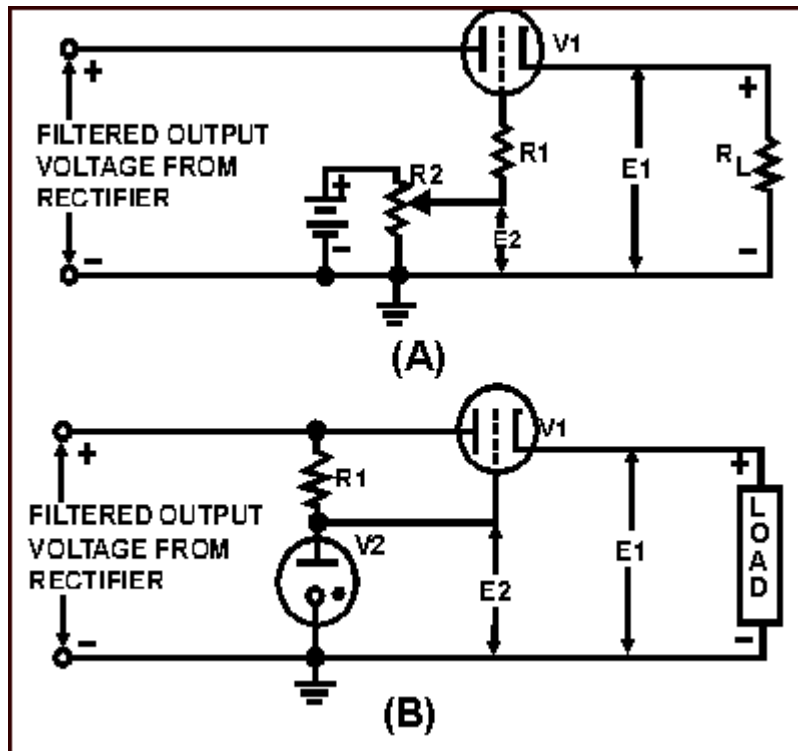 V1
+
FILTERED OUTPUT
VOLTAGE FROM
RECTIFIER
R1
+
R2
+
E1
R L
-
E2
-
-
(A)
V1
+
R1
+
FILTERED OUTPUT
VOLTAGE FROM
RECTIFIER
V2
E2
E1
LOAD
-
-
(B)